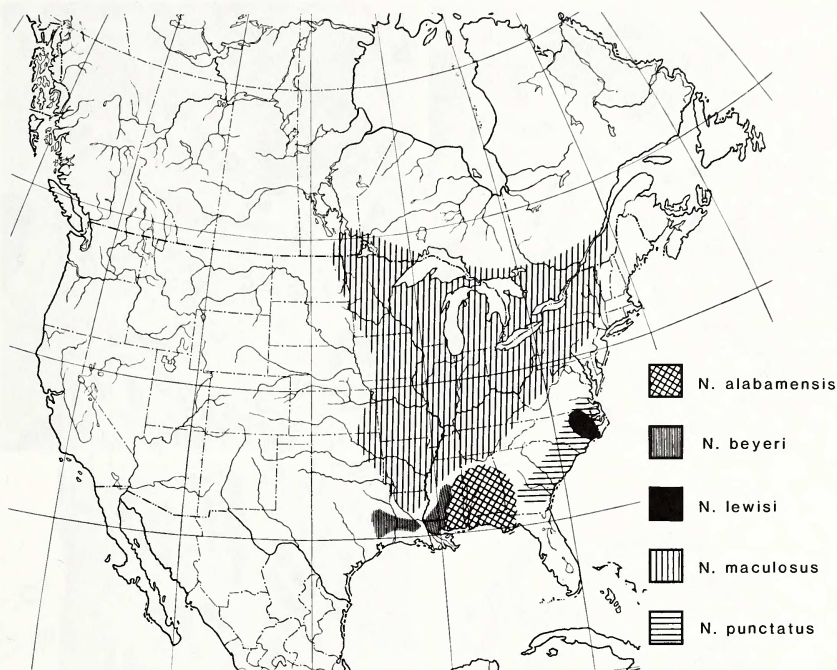 N. alabamensis
N. beyeri
N. lewisi
N. maculosus
N. punctatus